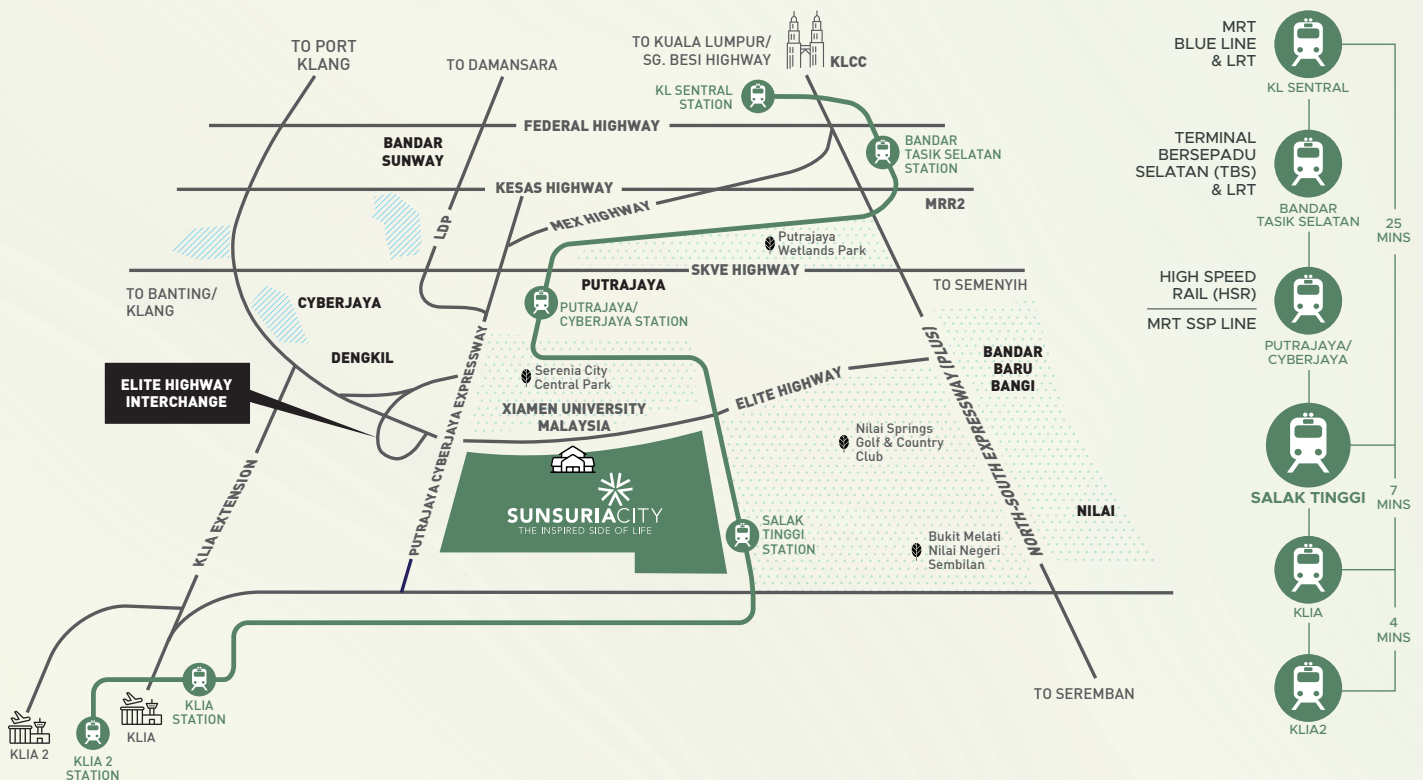 TO PORT
KLANG
TO DAMANSARA
TO KUALA LUMPUR/
SG. BESI HIGHWAY
KLCC
KL SENTRAL
STATION
FEDERAL HIGHWAY
BANDAR
SUNWAY
BANDAR
TASIK SELATAN
STATION
KESAS HIGHWAY
MRR2
LDP
MEX HIGHWAY
Putrajaya
Wetlands Park
SKVE HIGHWAY
TO BANTING/
KLANG
CYBERJAYA
PUTRAJAYA
TO SEMENYIH
PUTRAJAYA/
CYBERJAYA STATION
DENGKIL
BANDAR
BARU
BANGI
ELITE HIGHWAY
INTERCHANGE
Serenia City
Central Park
ELITE HIGHWAY
XIAMEN UNIVERSITY
MALAYSIA
PUTRAJAYA CYBERJAYA EXPRESSWAY
NORTH-SOUTH EXPRESSWAY (PLUS)
Nilai Springs
Golf & Country
Club
KLIA EXTENSION
SUNSURIACITY
THE INSPIRED SIDE OF LIFE
NILAI
SALAK
TINGGI
STATION
Bukit Melati
Nilai Negeri
Sembilan
TO SEREMBAN
KLIA
STATION
KLIA
KLIA 2
KLIA 2
STATION
MRT
BLUE LINE
& LRT
KL SENTRAL
TERMINAL
BERSEPADU
SELATAN (TBS)
& LRT
BANDAR
TASIK SELATAN
25
MINS
HIGH SPEED
RAIL (HSR)
MRT SSP LINE
PUTRAJAYA/
CYBERJAYA
SALAK TINGGI
7
MINS
KLIA
4
MINS
KLIA2